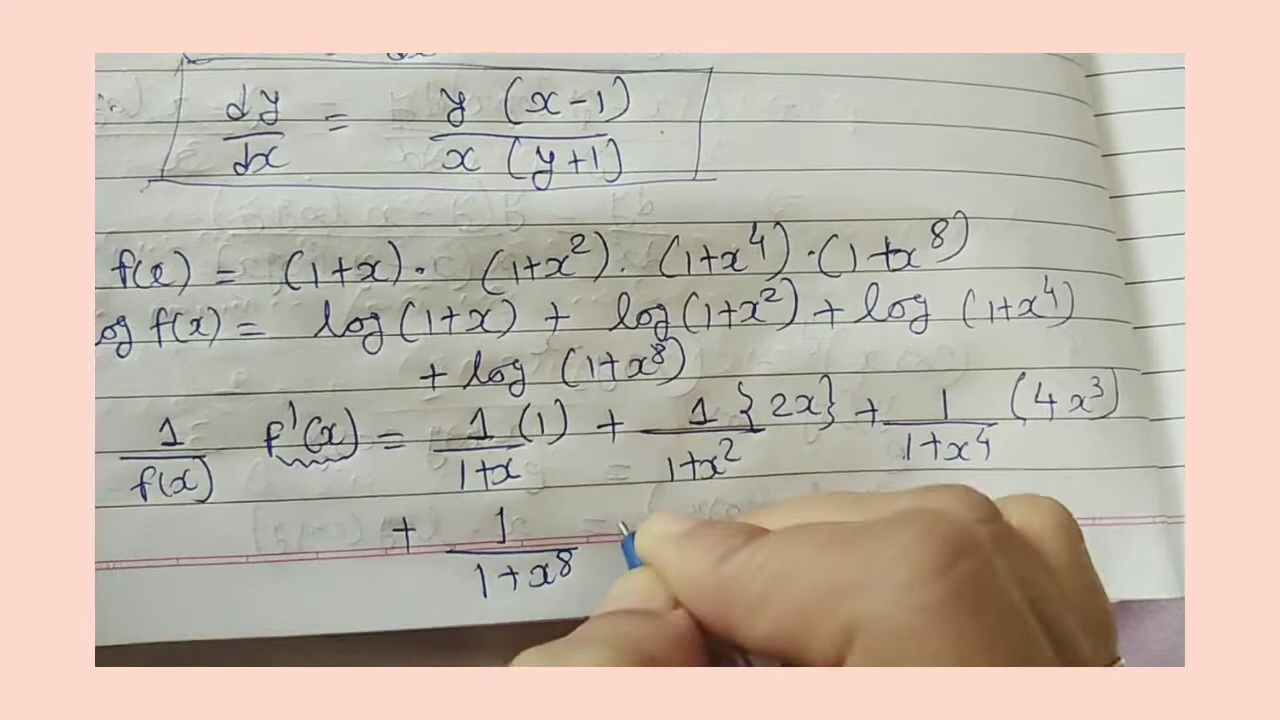 dy/dx = y (x-1) / x (y+1)
f(x) = (1+x). (1+x²). (1+x⁴).(1+x⁸)
og f(x) = log(1+x) + log(1+x²) + log (1+x⁴)
+ log (1+x⁸)
1/f(x) f'(x) = 1/1+x (1) + 1/1+x² {2x} + 1/1+x⁴ (4x³)
+ 1/1+x⁸